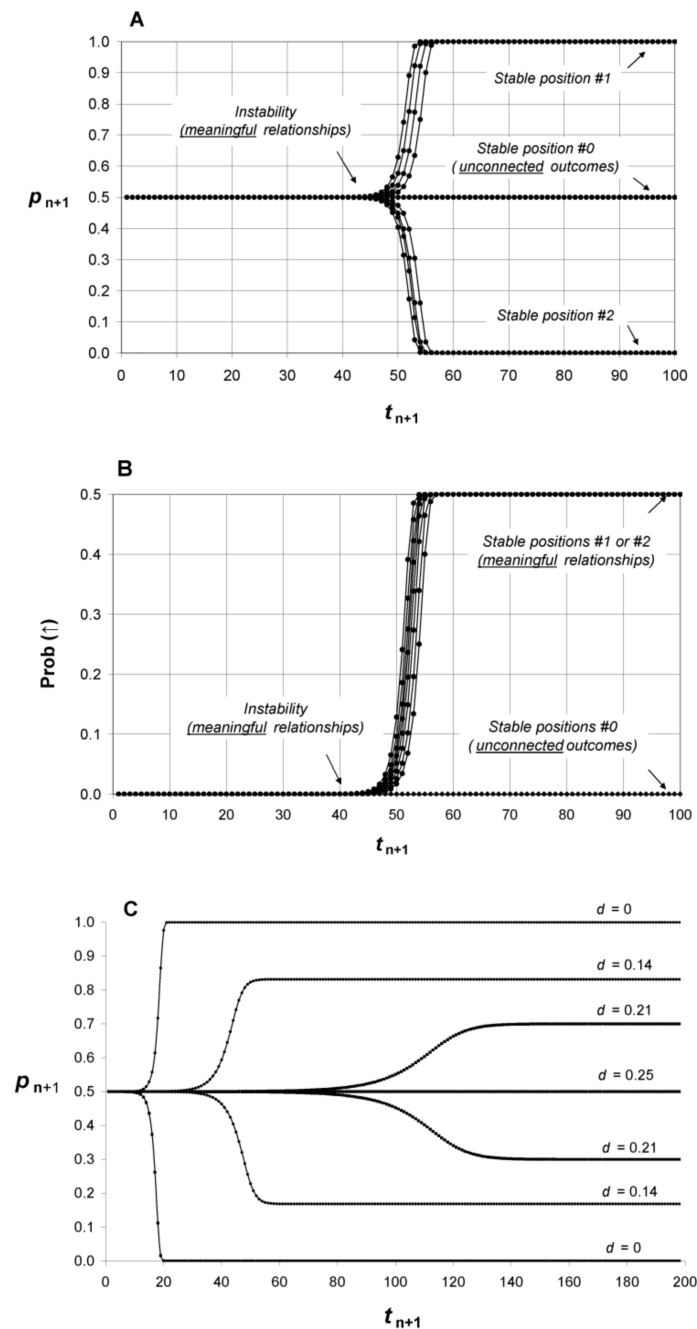 A
1.0
0.9
0.8
0.7
0.6
0.5
0.4
0.3
0.2
0.1
0.0
p n+1
Stable position #1
Instability
(meaningful relationships)
Stable position #0
(unconnected outcomes)
Stable position #2
0 10 20 30 40 50 60 70 80 90 100
t n+1
B
0.5
0.4
0.3
0.2
0.1
0.0
Prob (↑)
Stable positions #1 or #2
(meaningful relationships)
Instability
(meaningful relationships)
Stable positions #0
(unconnected outcomes)
0 10 20 30 40 50 60 70 80 90 100
t n+1
C
1.0
0.9
0.8
0.7
0.6
0.5
0.4
0.3
0.2
0.1
0.0
p n+1
d = 0
d = 0.14
d = 0.21
d = 0.25
d = 0.21
d = 0.14
d = 0
0 20 40 60 80 100 120 140 160 180 200
t n+1